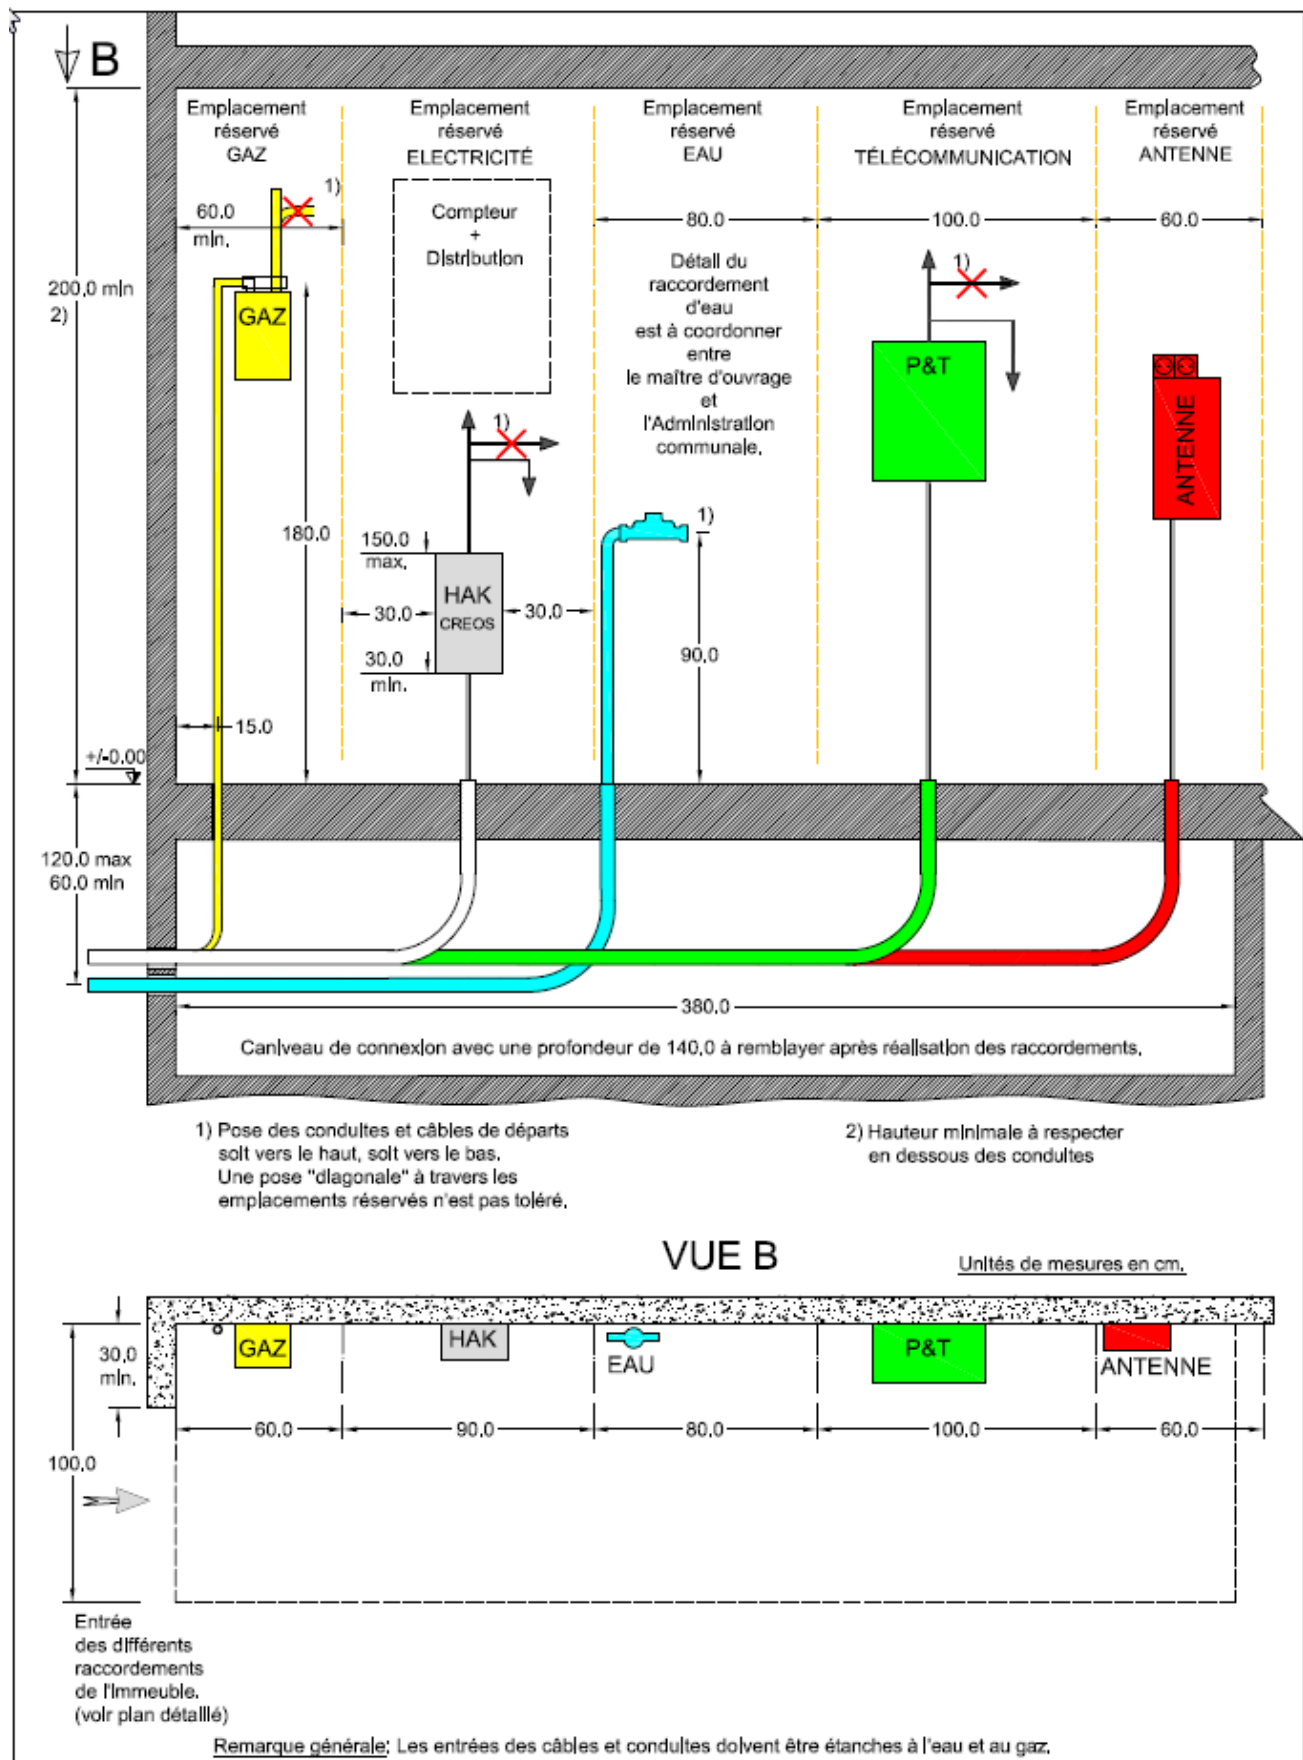 B
Emplacement
réservé
GAZ
Emplacement
réservé
ELECTRICITÉ
Emplacement
réservé
EAU
Emplacement
réservé
TÉLÉCOMMUNICATION
Emplacement
réservé
ANTENNE
1)
60.0
min.
Compteur
+
Distribution
80.0
100.0
60.0
200.0 min
2)
GAZ
Détail du
raccordement
d'eau
est à coordonner
entre
le maître d'ouvrage
et
l'Administration
communale.
1)
P&T
ANTENNE
1)
180.0
150.0
max.
HAK
CREOS
30.0
30.0
30.0
min.
1)
90.0
15.0
+/-0.00
120.0 max
60.0 min
380.0
Caniveau de connexion avec une profondeur de 140.0 à remblayer après réalisation des raccordements.
1) Pose des conduites et câbles de départs
soit vers le haut, soit vers le bas.
Une pose "diagonale" à travers les
emplacements réservés n'est pas toléré.
2) Hauteur minimale à respecter
en dessous des conduites
VUE B
Unités de mesures en cm.
30.0
min.
GAZ
HAK
EAU
P&T
ANTENNE
60.0
90.0
80.0
100.0
60.0
100.0
Entrée
des différents
raccordements
de l'immeuble.
(voir plan détaillé)
Remarque générale: Les entrées des câbles et conduites doivent être étanches à l'eau et au gaz.